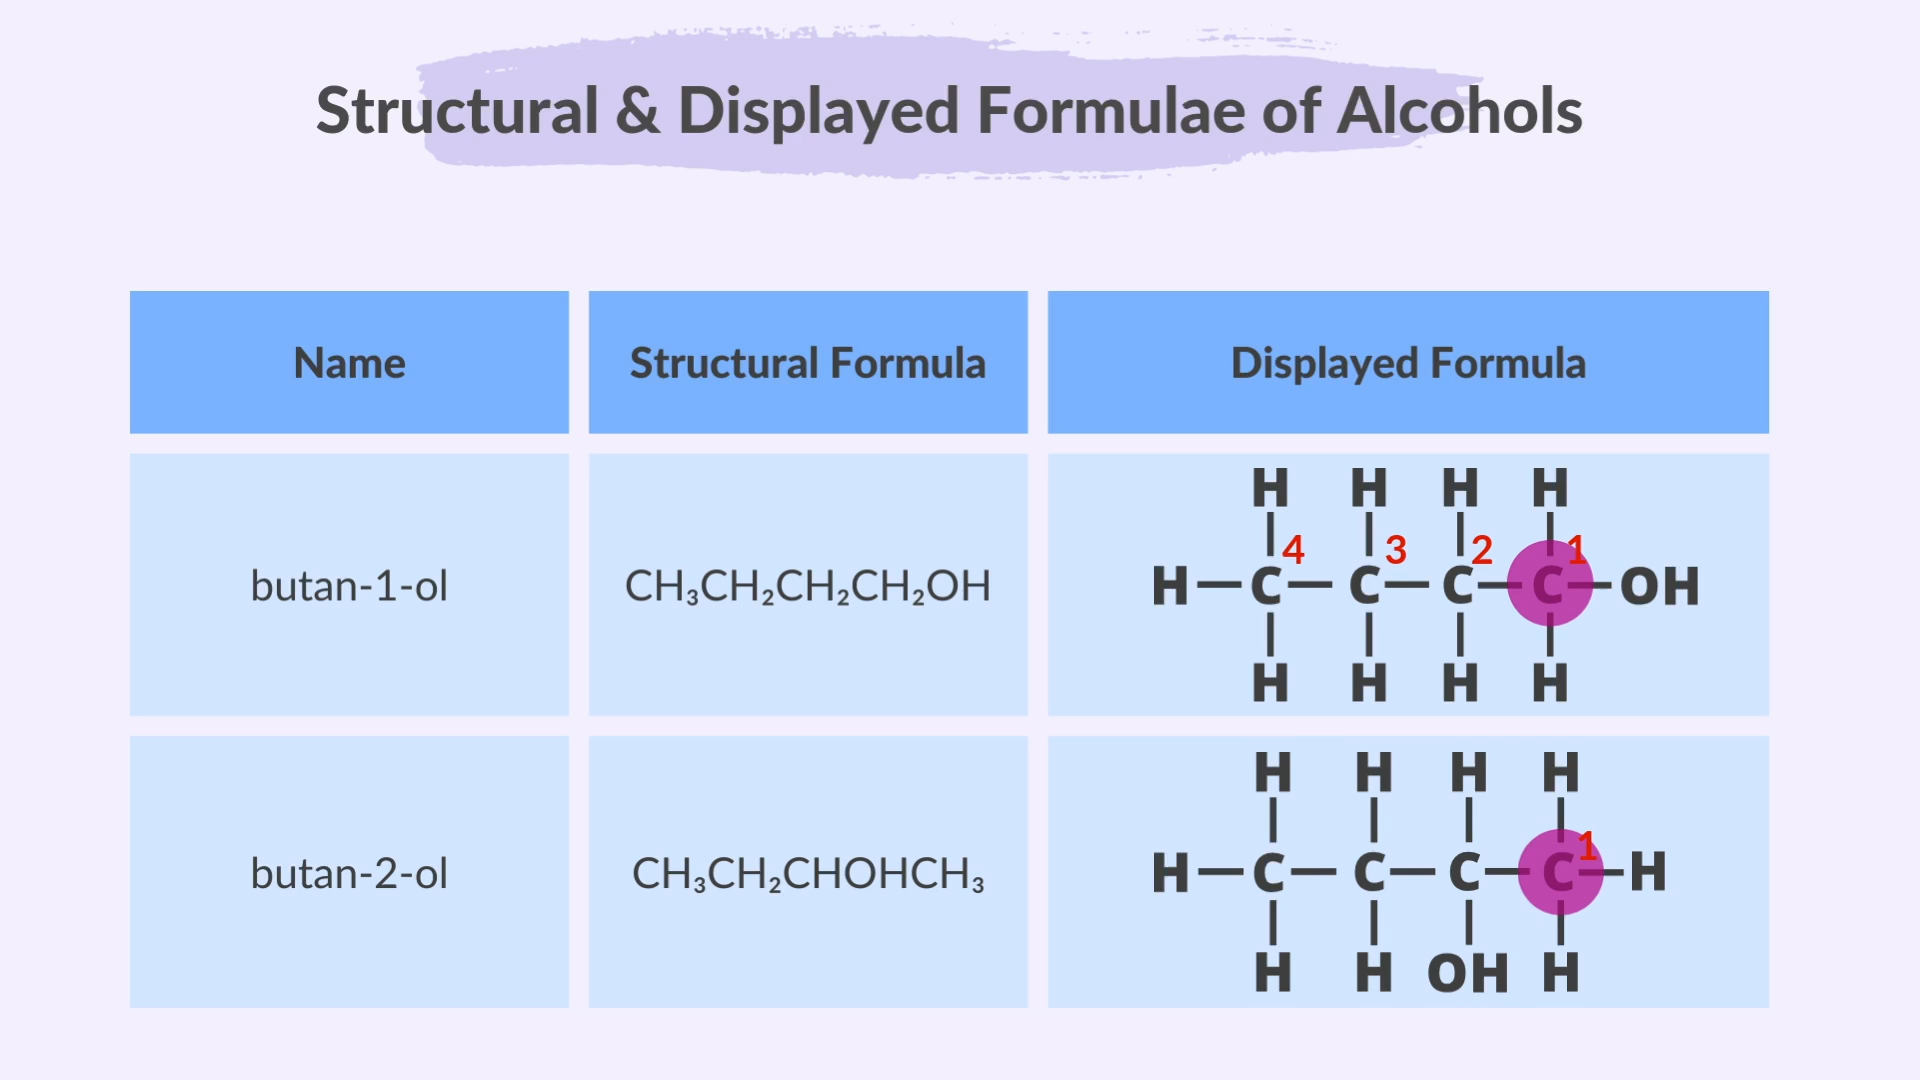 Structural & Displayed Formulae of Alcohols
Name
Structural Formula
Displayed Formula
butan-1-ol
CH₃CH₂CH₂CH₂OH
H H H H
4 3 2 1
H—C—C—C—C—OH
H H H H
butan-2-ol
CH₃CH₂CHOHCH₃
H H H H
1
H—C—C—C—C—H
H H OH H